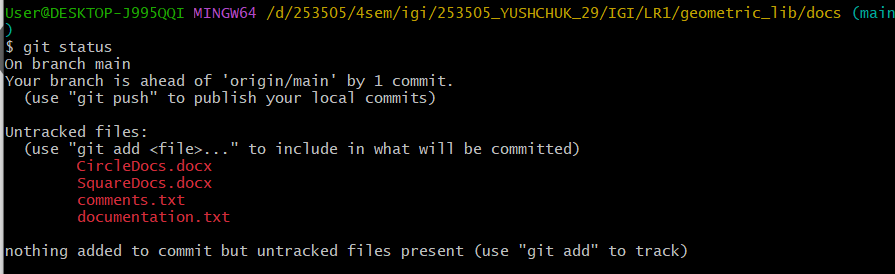 User@DESKTOP-J995QQI MINGW64 /d/253505/4sem/igi/253505_YUSHCHUK_29/IGI/LR1/geometric_lib/docs (main
)
$ git status
On branch main
Your branch is ahead of 'origin/main' by 1 commit.
  (use "git push" to publish your local commits)

Untracked files:
  (use "git add <file>..." to include in what will be committed)
        CircleDocs.docx
        SquareDocs.docx
        comments.txt
        documentation.txt

nothing added to commit but untracked files present (use "git add" to track)